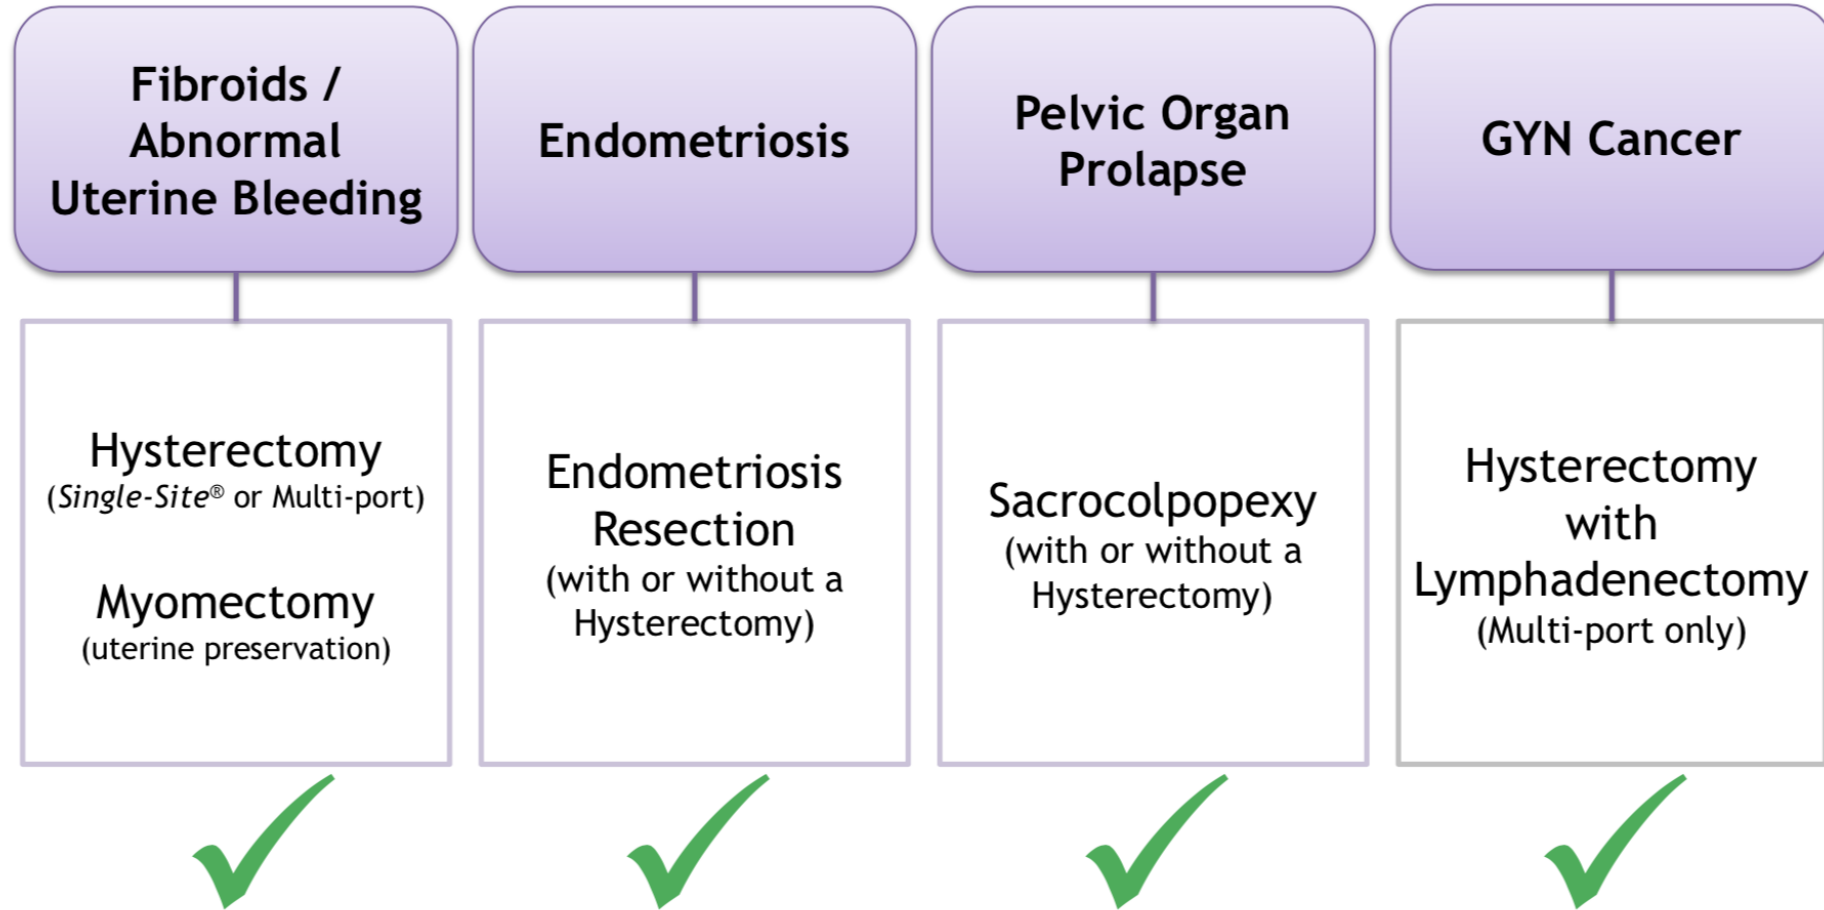 Fibroids /
Abnormal
Uterine Bleeding
Endometriosis
Pelvic Organ
Prolapse
GYN Cancer
Hysterectomy
(Single-Site® or Multi-port)
Myomectomy
(uterine preservation)
Endometriosis
Resection
(with or without a
Hysterectomy)
Sacrocolpopexy
(with or without a
Hysterectomy)
Hysterectomy
with
Lymphadenectomy
(Multi-port only)